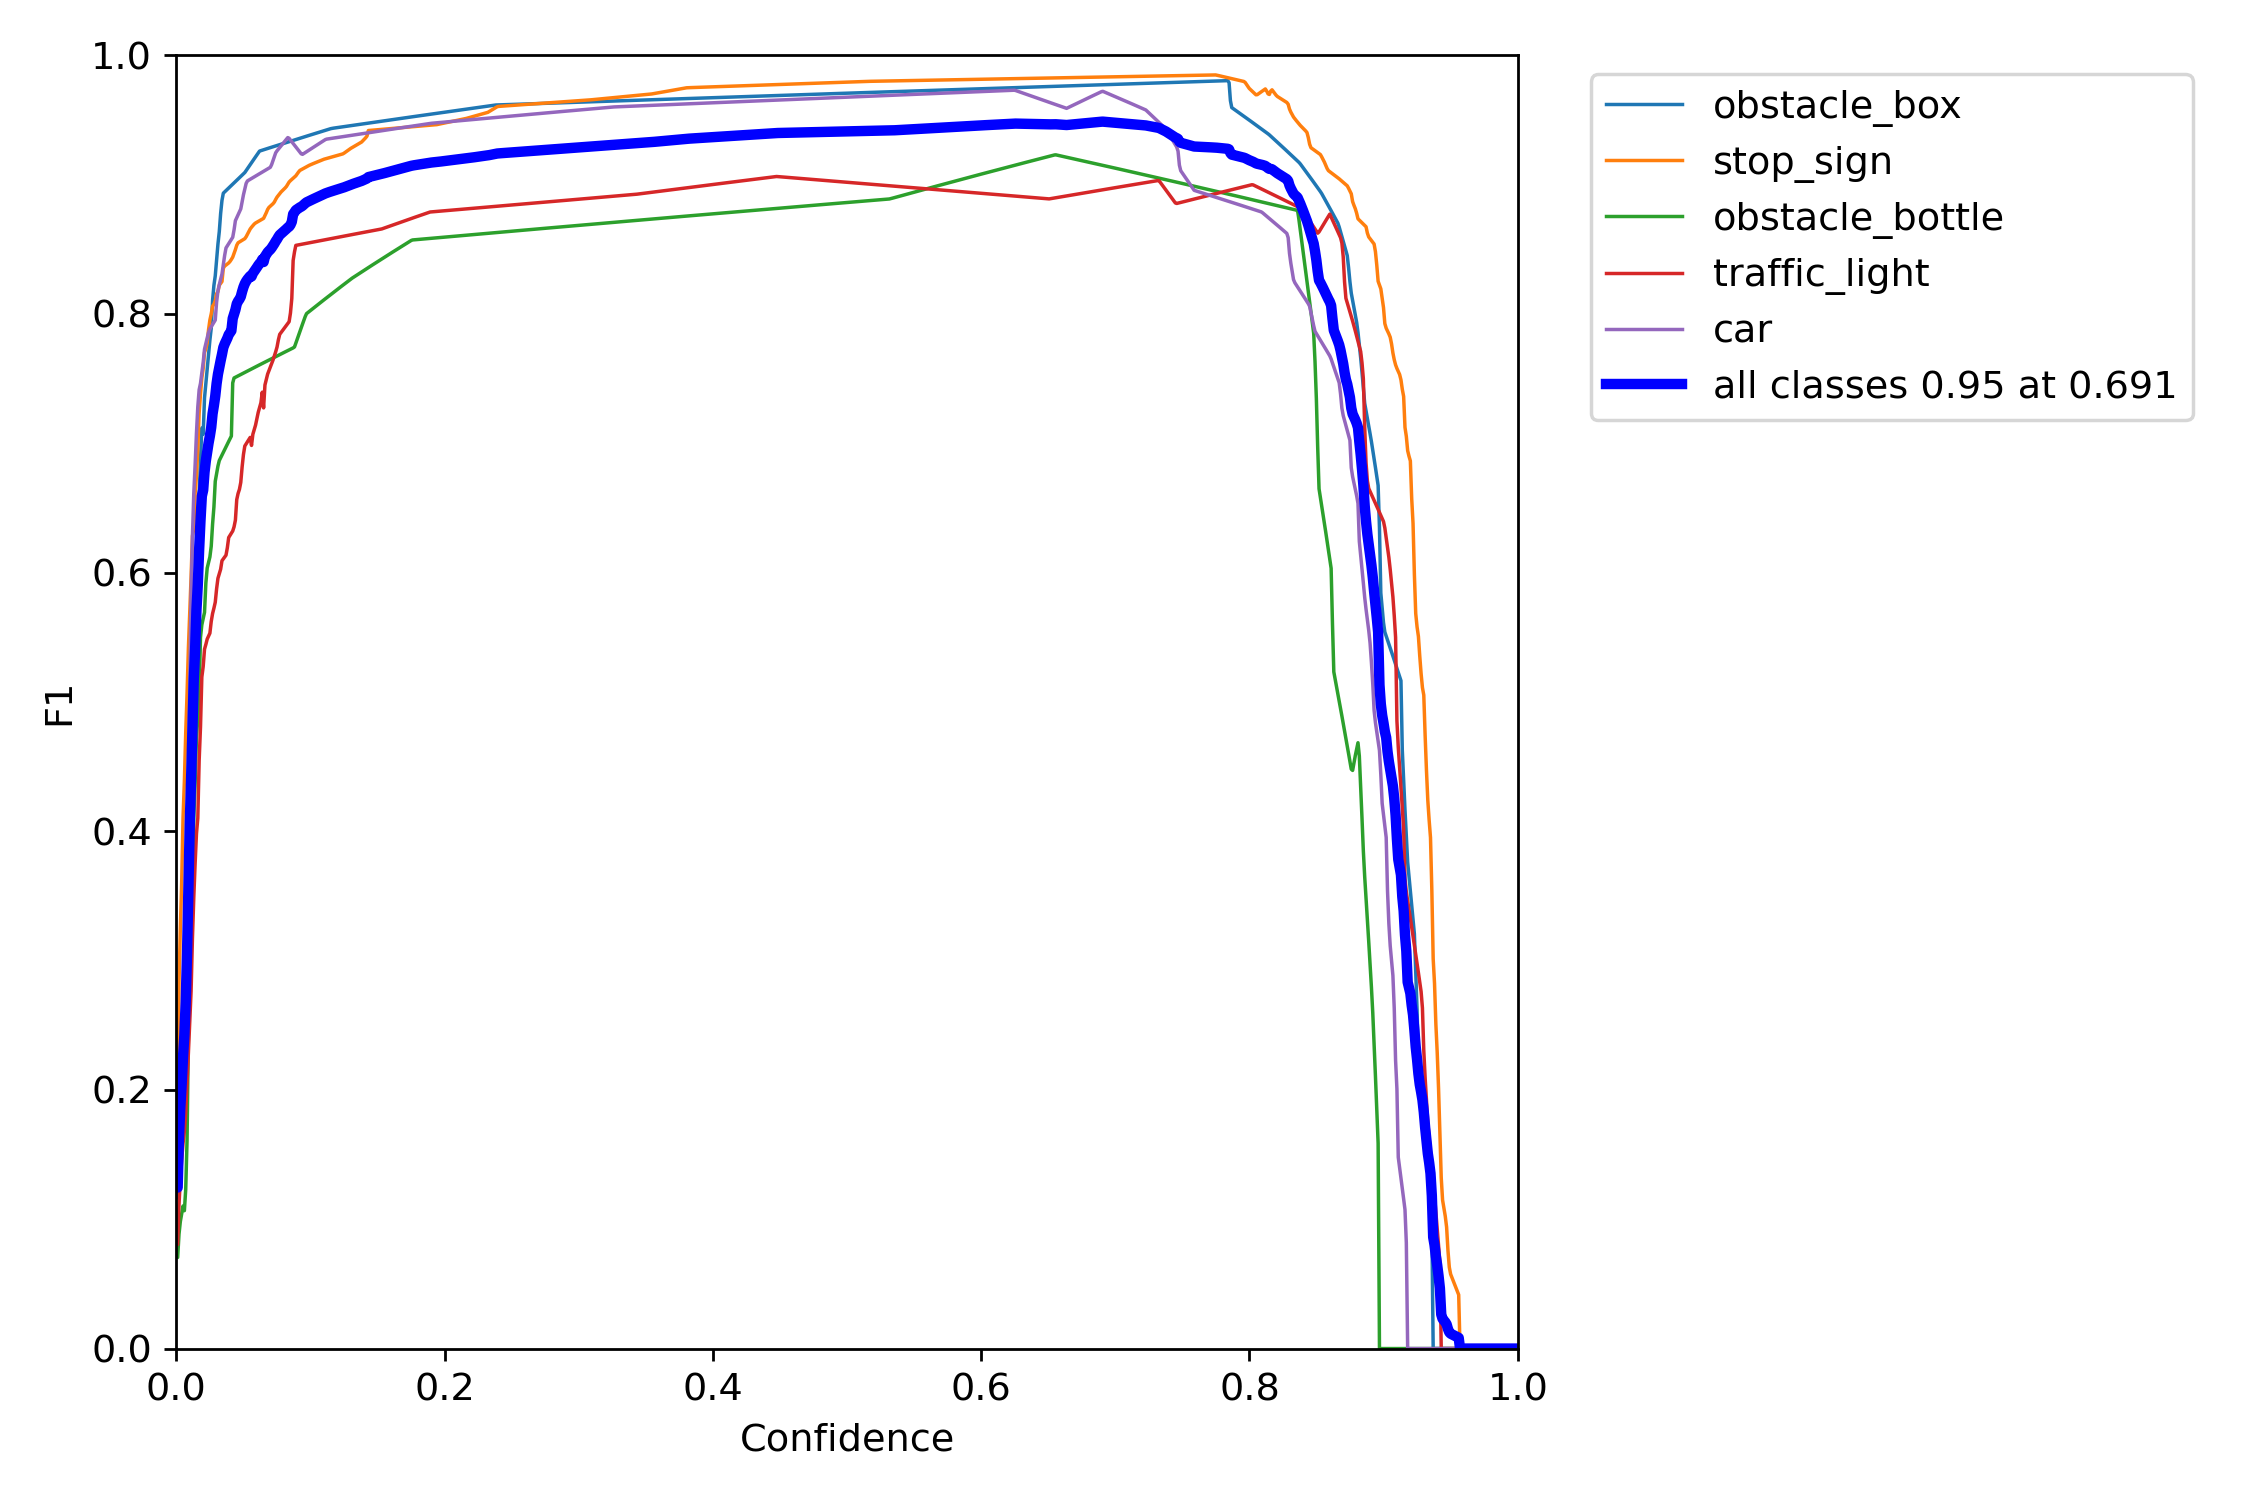 1.0
0.8
0.6
0.4
0.2
0.0
F1
0.0 0.2 0.4 0.6 0.8 1.0
Confidence
obstacle_box
stop_sign
obstacle_bottle
traffic_light
car
all classes 0.95 at 0.691